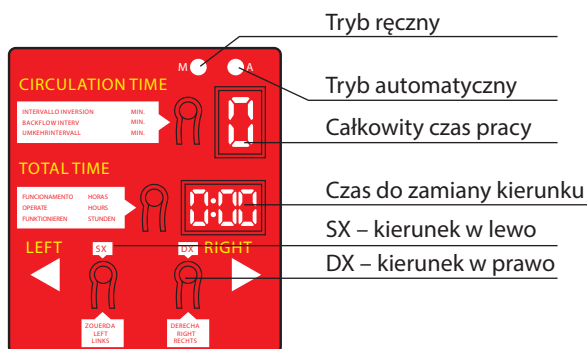 Tryb ręczny
M A
CIRCULATION TIME
Tryb automatyczny
INTERVALLO INVERSION MIN.
BACKFLOW INTERV MIN.
UMKEHRINTERVALL MIN.
0
Całkowity czas pracy
TOTAL TIME
FUNCIONAMENTO HORAS
OPERATE HOURS
FUNKTIONIEREN STUNDEN
0:00
Czas do zamiany kierunku
LEFT SX DX RIGHT
SX – kierunek w lewo
DX – kierunek w prawo
ZOUERDA
LEFT
LINKS
DERECHA
RIGHT
RECHTS